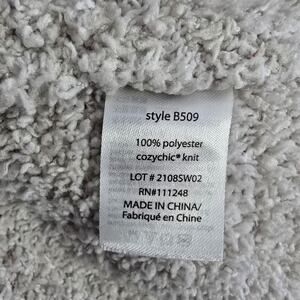 style B509
100% polyester
cozychic® knit
LOT # 2108SW02
RN#111248
MADE IN CHINA/
Fabriqué en Chine